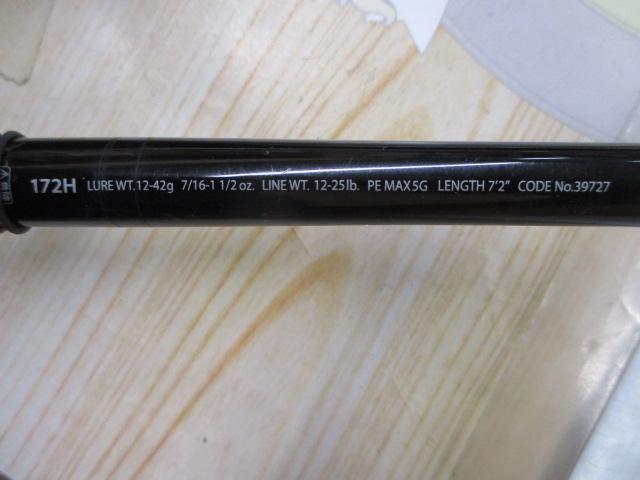 172H LURE WT.12-42g 7/16-1 1/2 oz. LINE WT. 12-25lb. PE MAX5G LENGTH 7'2" CODE No.39727